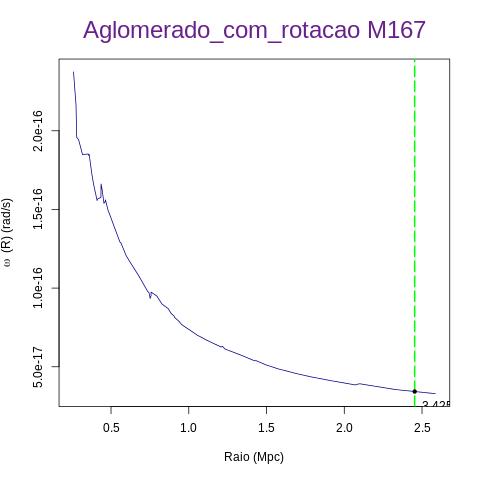 Aglomerado_com_rotacao M167
ω (R) (rad/s)
2.0e-16
1.5e-16
1.0e-16
5.0e-17
0.5 1.0 1.5 2.0 2.5
Raio (Mpc)